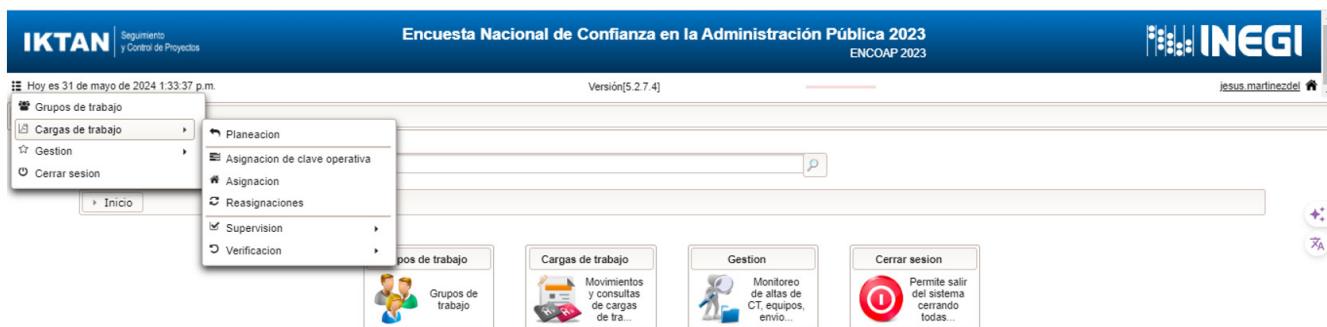 IKTAN
Seguimiento
y Control de Proyectos
Encuesta Nacional de Confianza en la Administración Pública 2023
ENCOAP 2023
INEGI
Hoy es 31 de mayo de 2024 1:33:37 p.m.
Versión[5.2.7.4]
jesus.martinezdel
Grupos de trabajo
Cargas de trabajo
Gestion
Cerrar sesion
Planeacion
Asignacion de clave operativa
Asignacion
Reasignaciones
Supervision
Verificacion
Inicio
pos de trabajo
Grupos de
trabajo
Cargas de trabajo
Movimientos
y consultas
de cargas
de tra...
Gestion
Monitoreo
de altas de
CT, equipos,
envio...
Cerrar sesion
Permite salir
del sistema
cerrando
todas...